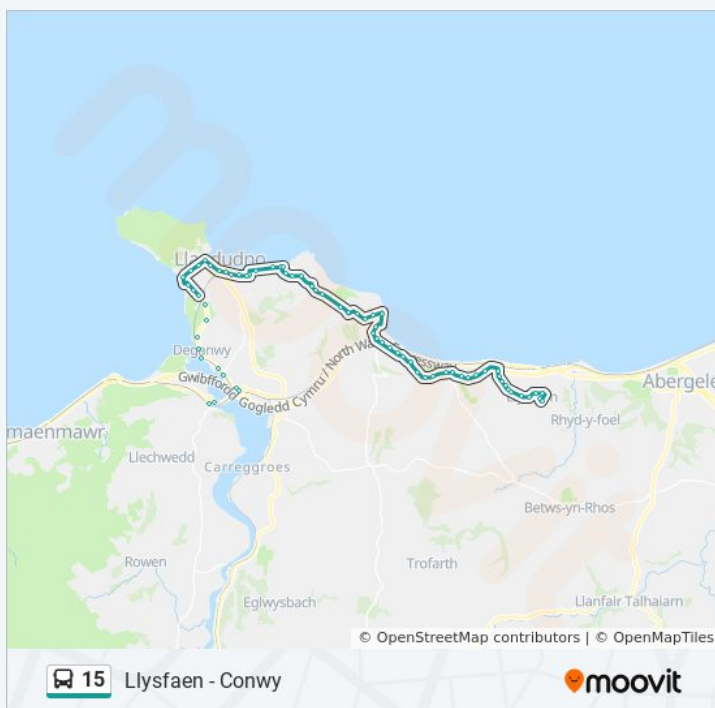 Llandudno
Deganwy
Gwibffordd Gogledd Cymru / North Wales Expressway
Abergele
maenmawr
Rhyd-y-foel
Llechwedd
Carreggroes
Betws-yn-Rhos
Rowen
Trofarth
Eglwysbach
Llanfair Talhaiarn
© OpenStreetMap contributors | © OpenMapTiles
15 Llysfaen - Conwy
moovit